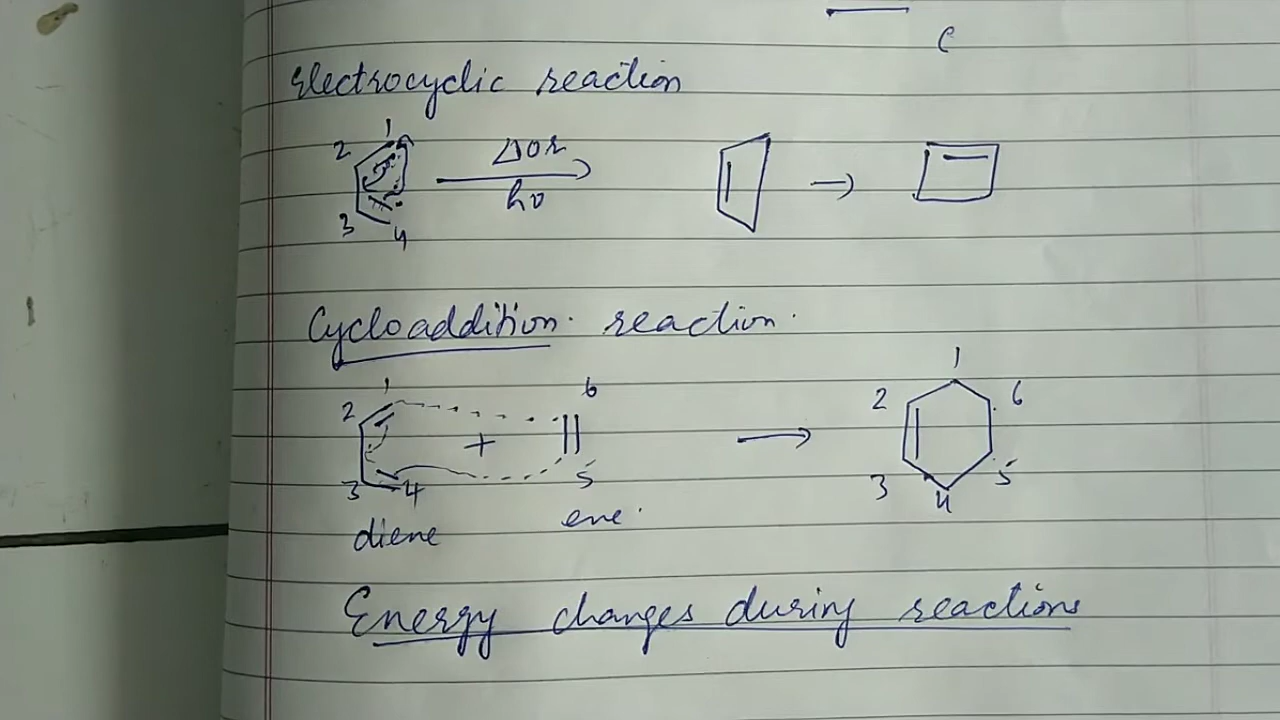 C
Electrocyclic reaction
1
2
Δ or
hν
3
4
Cycloaddition reaction.
1
6
2
1
2
6
+
3
4
5
3
4
5
diene
ene
Energy changes during reactions